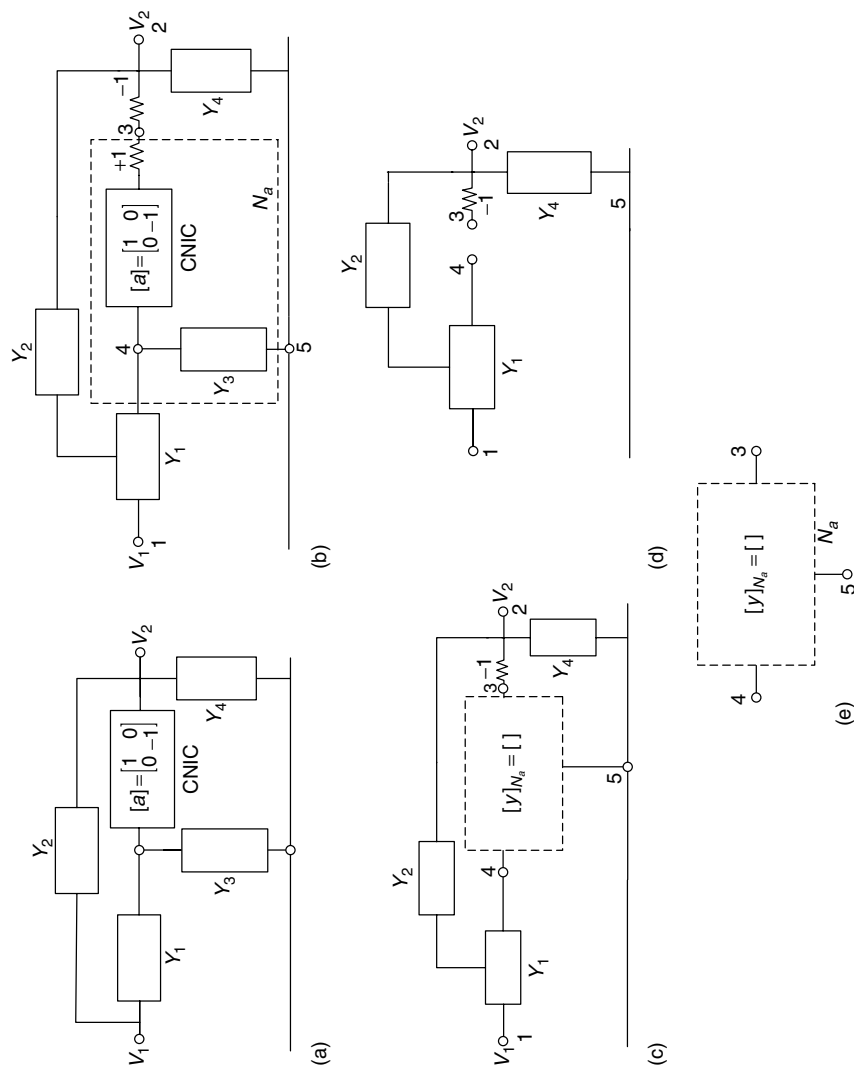 Y₂
V₁
Y₁
[a]=[1 0
0 −1]
CNIC
V₂
Y₃
Y₄
(a)
Y₂
V₁
1
Y₁
4
[a]=[1 0
0 −1]
CNIC
+1
3
−1
V₂
2
Y₃
Nₐ
Y₄
5
(b)
Y₂
V₁
1
Y₁
4
[y]Nₐ = [ ]
3
−1
V₂
2
Y₄
5
(c)
Y₂
1
Y₁
4
3
−1
V₂
2
Y₄
5
(d)
4
[y]Nₐ = [ ]
3
Nₐ
5
(e)